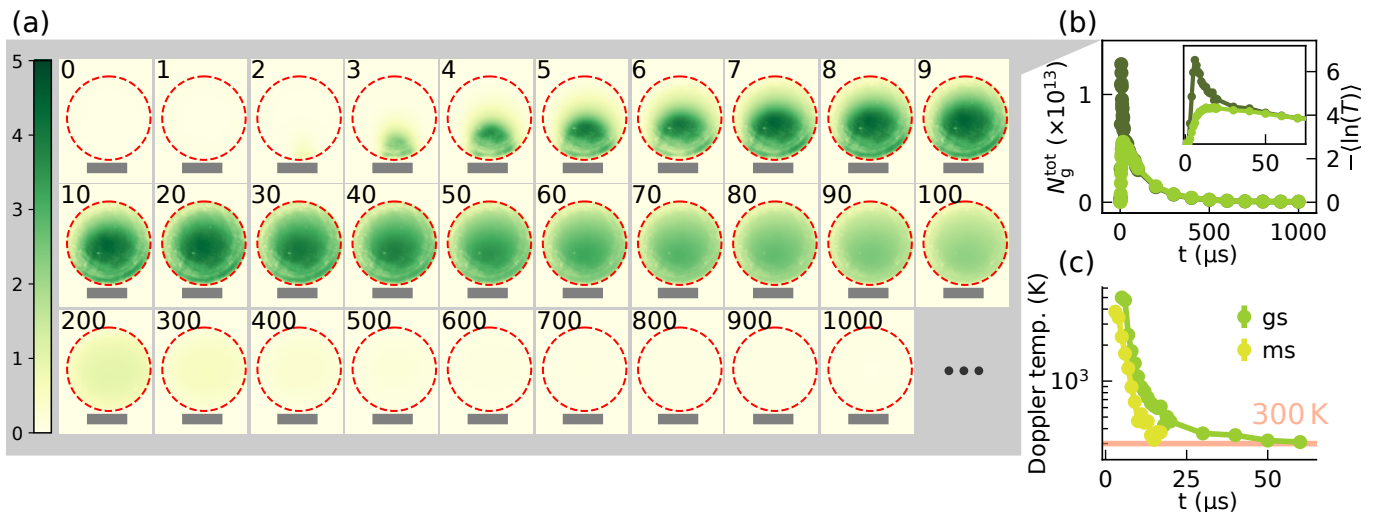 (a)
5
4
3
2
1
0
0 1 2 3 4 5 6 7 8 9
10 20 30 40 50 60 70 80 90 100
200 300 400 500 600 700 800 900 1000
(b)
N_g^tot (×10^13)
1
0
0 500 1000
t (μs)
0 50
6
4
2
0
−⟨ln(T)⟩
(c)
Doppler temp. (K)
10^3
gs
ms
300 K
0 25 50
t (μs)